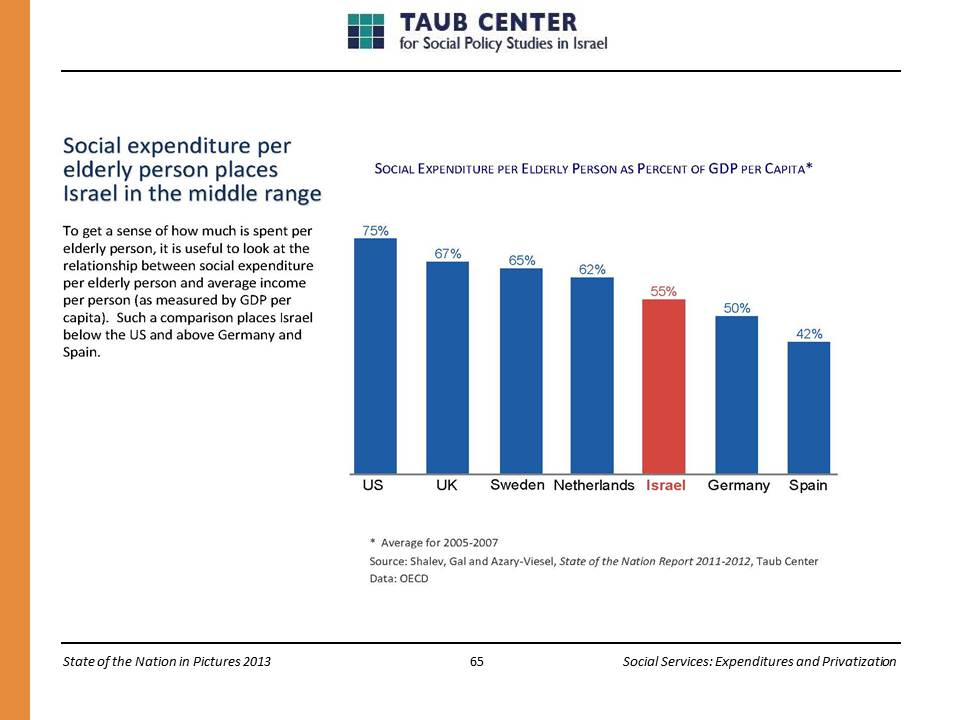 TAUB CENTER
for Social Policy Studies in Israel
Social expenditure per
elderly person places
Israel in the middle range
To get a sense of how much is spent per
elderly person, it is useful to look at the
relationship between social expenditure
per elderly person and average income
per person (as measured by GDP per
capita). Such a comparison places Israel
below the US and above Germany and
Spain.
SOCIAL EXPENDITURE PER ELDERLY PERSON AS PERCENT OF GDP PER CAPITA*
75%
67%
65%
62%
55%
50%
42%
US UK Sweden Netherlands Israel Germany Spain
* Average for 2005-2007
Source: Shalev, Gal and Azary-Viesel, State of the Nation Report 2011-2012, Taub Center
Data: OECD
State of the Nation in Pictures 2013 65 Social Services: Expenditures and Privatization